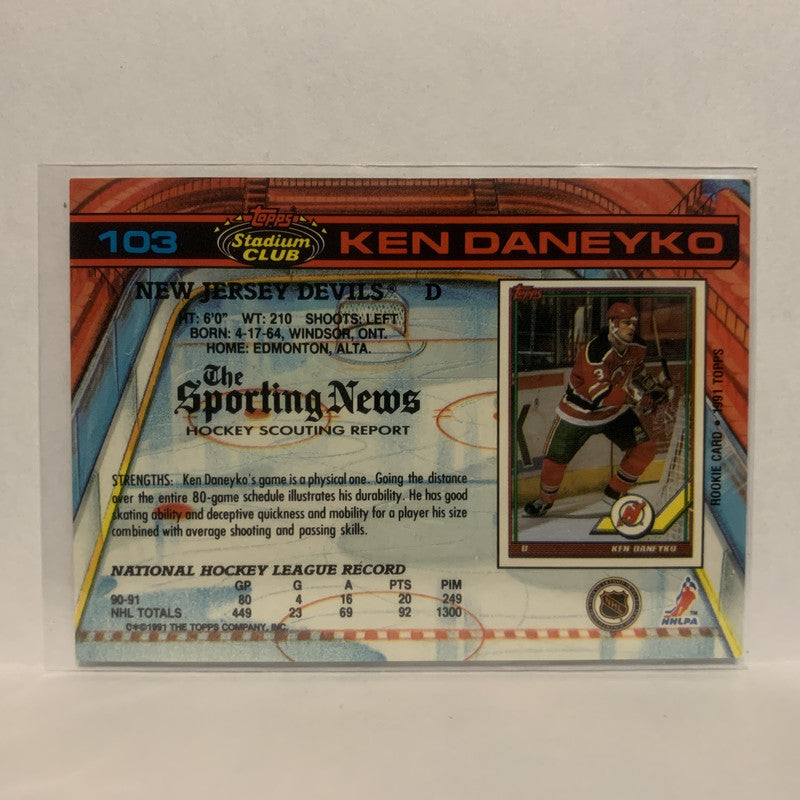 103
Topps
Stadium
CLUB
KEN DANEYKO
NEW JERSEY DEVILS® D
HT: 6'0" WT: 210 SHOOTS: LEFT
BORN: 4-17-64, WINDSOR, ONT.
HOME: EDMONTON, ALTA.
The
Sporting News
HOCKEY SCOUTING REPORT
STRENGTHS: Ken Daneyko's game is a physical one. Going the distance
over the entire 80-game schedule illustrates his durability. He has good
skating ability and deceptive quickness and mobility for a player his size
combined with average shooting and passing skills.
NATIONAL HOCKEY LEAGUE RECORD
GP G A PTS PIM
90-91 80 4 16 20 249
NHL TOTALS 449 23 69 92 1300
C✻©1991 THE TOPPS COMPANY, INC.
Topps
3
KEN DANEYKO
ROOKIE CARD • 1991 TOPPS
NHL
NHLPA
TM